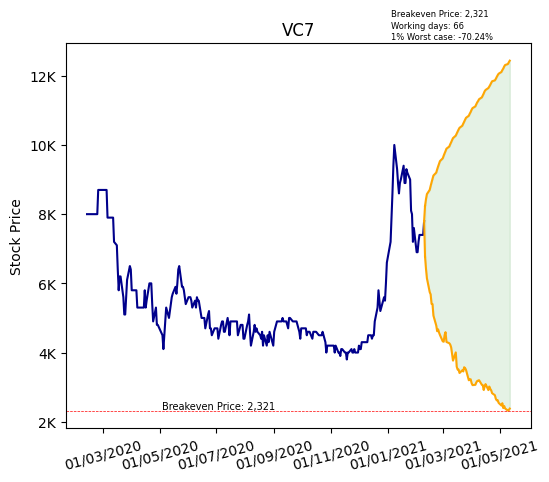 Breakeven Price: 2,321
Working days: 66
1% Worst case: -70.24%
VC7
Stock Price
12K
10K
8K
6K
4K
2K
Breakeven Price: 2,321
01/03/2020
01/05/2020
01/07/2020
01/09/2020
01/11/2020
01/01/2021
01/03/2021
01/05/2021